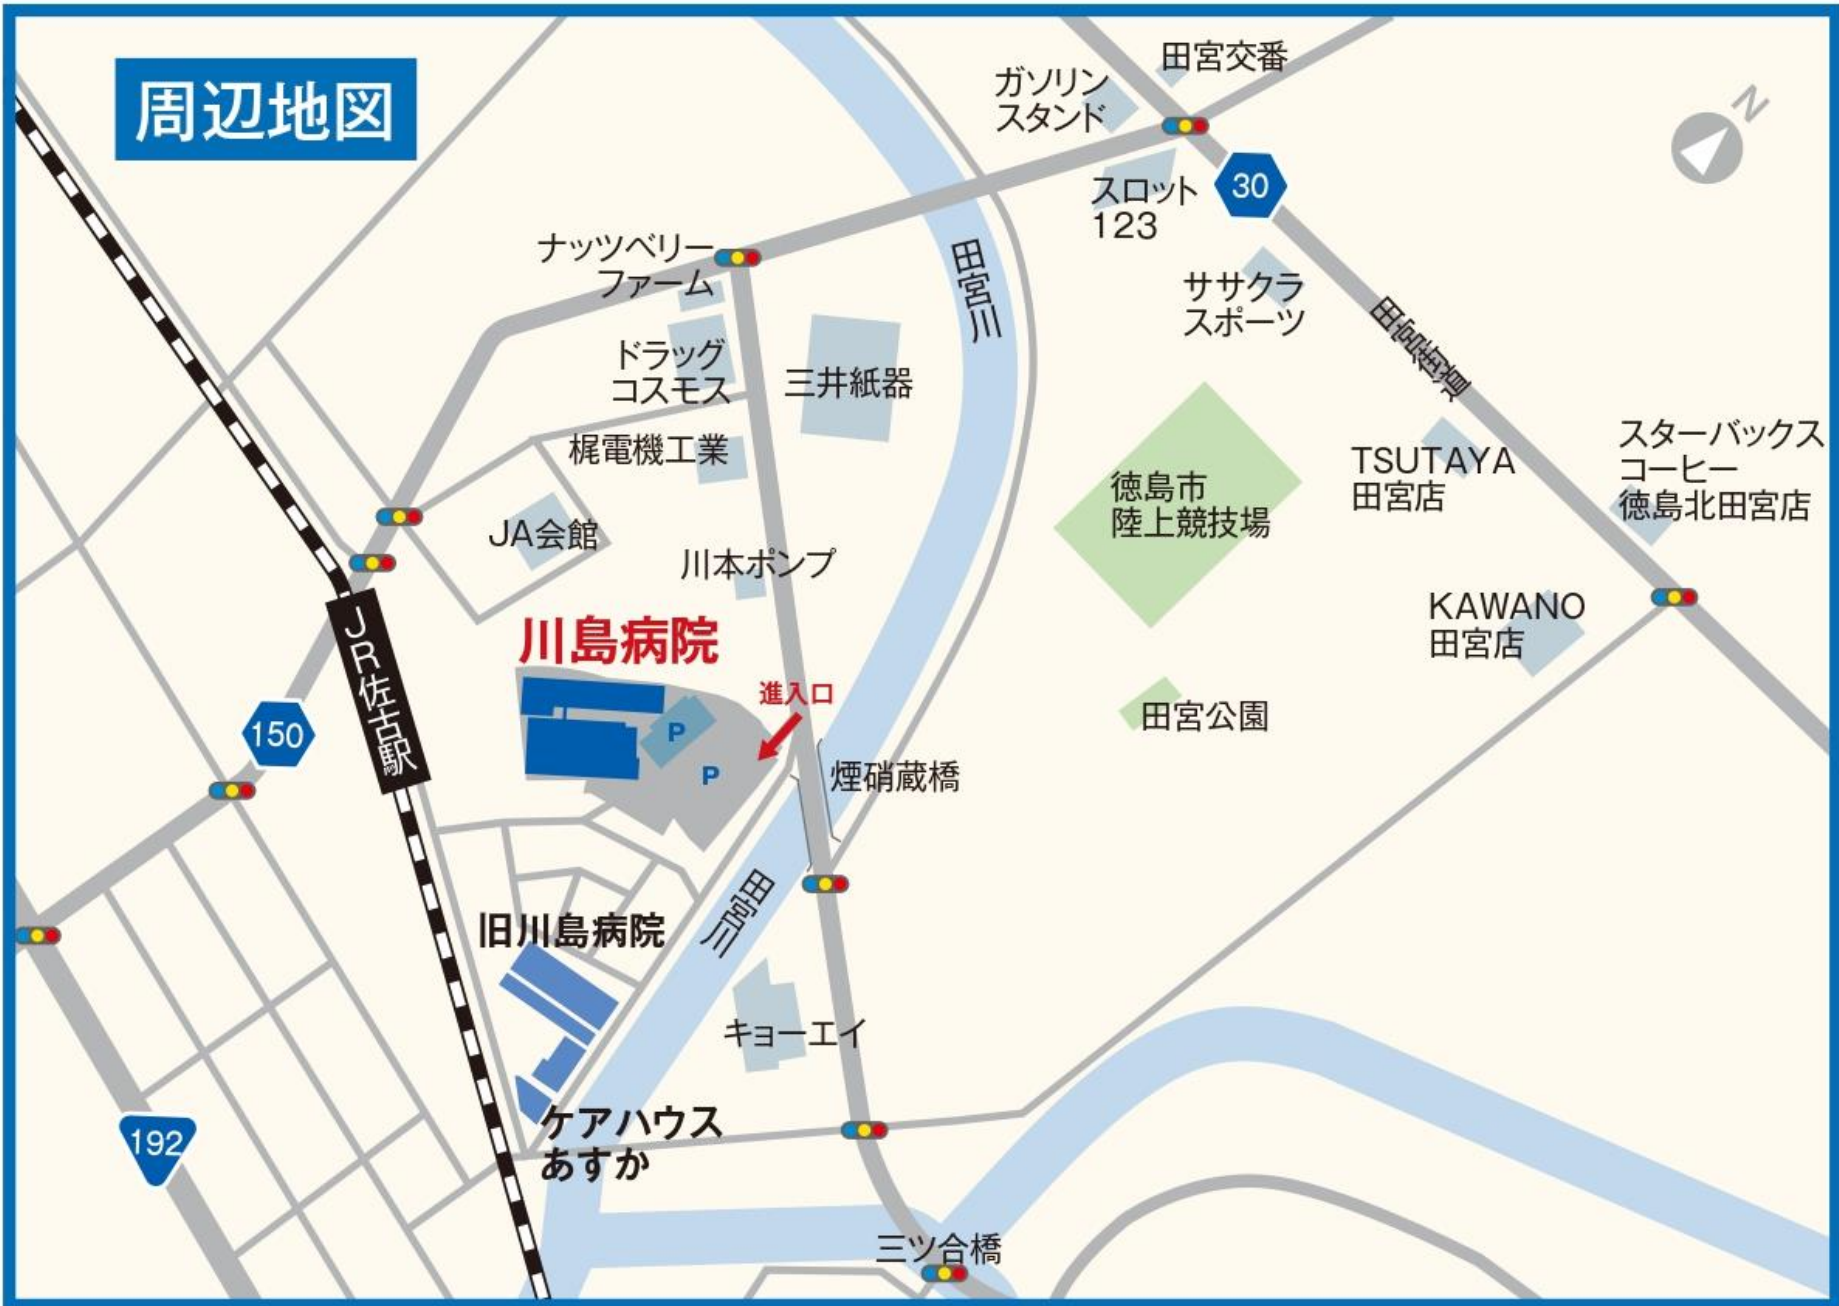 周辺地図
N
田宮交番
ガソリン
スタンド
30
スロット
123
ナッツベリー
ファーム
田宮川
ササクラ
スポーツ
田宮街道
ドラッグ
コスモス
三井紙器
梶電機工業
徳島市
陸上競技場
TSUTAYA
田宮店
スターバックス
コーヒー
徳島北田宮店
JA会館
川本ポンプ
KAWANO
田宮店
川島病院
JR佐古駅
進入口
P
P
150
田宮公園
煙硝蔵橋
田宮川
旧川島病院
キョーエイ
192
ケアハウス
あすか
三ツ合橋